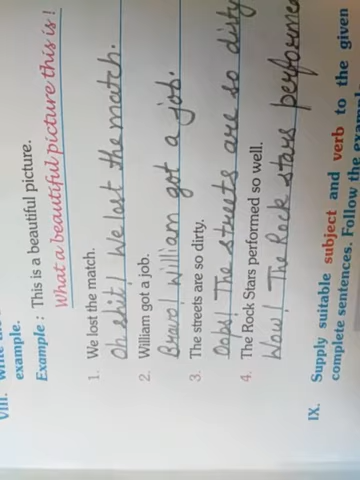 example.
Example : This is a beautiful picture.
What a beautiful picture this is !
1. We lost the match.
Oh shit! We lost the match.
2. William got a job.
Bravo! William got a job.
3. The streets are so dirty.
Oops! The streets are so dirty
4. The Rock Stars performed so well.
Wow! The Rock stars performe
IX. Supply suitable subject and verb to the given
complete sentences. Follow the example